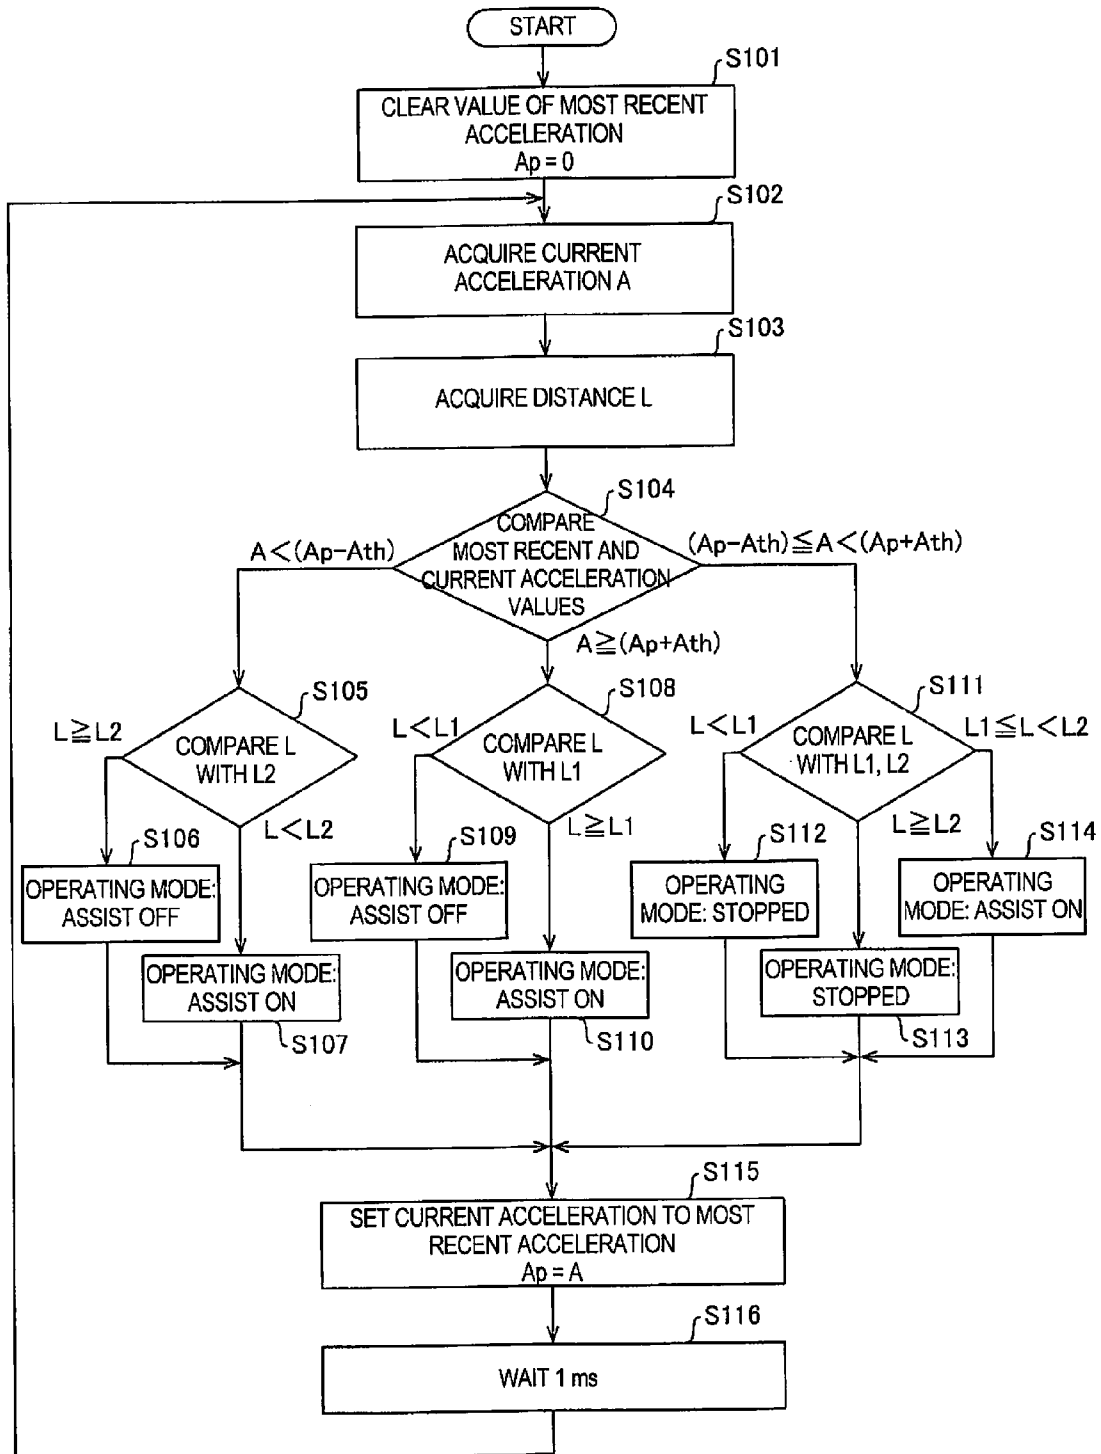 START
S101
CLEAR VALUE OF MOST RECENT
ACCELERATION
Ap = 0
S102
ACQUIRE CURRENT
ACCELERATION A
S103
ACQUIRE DISTANCE L
S104
COMPARE
MOST RECENT AND
CURRENT ACCELERATION
VALUES
A<(Ap-Ath)
(Ap-Ath)≦A<(Ap+Ath)
A≧(Ap+Ath)
S105
L≧L2
COMPARE L
WITH L2
L<L2
S108
L<L1
COMPARE L
WITH L1
L≧L1
S111
L<L1
COMPARE L
WITH L1, L2
L1≦L<L2
L≧L2
S106
OPERATING MODE:
ASSIST OFF
OPERATING MODE:
ASSIST ON
S107
S109
OPERATING MODE:
ASSIST OFF
OPERATING MODE:
ASSIST ON
S110
S112
OPERATING
MODE: STOPPED
OPERATING MODE:
STOPPED
S113
S114
OPERATING
MODE: ASSIST ON
S115
SET CURRENT ACCELERATION TO MOST
RECENT ACCELERATION
Ap = A
S116
WAIT 1 ms